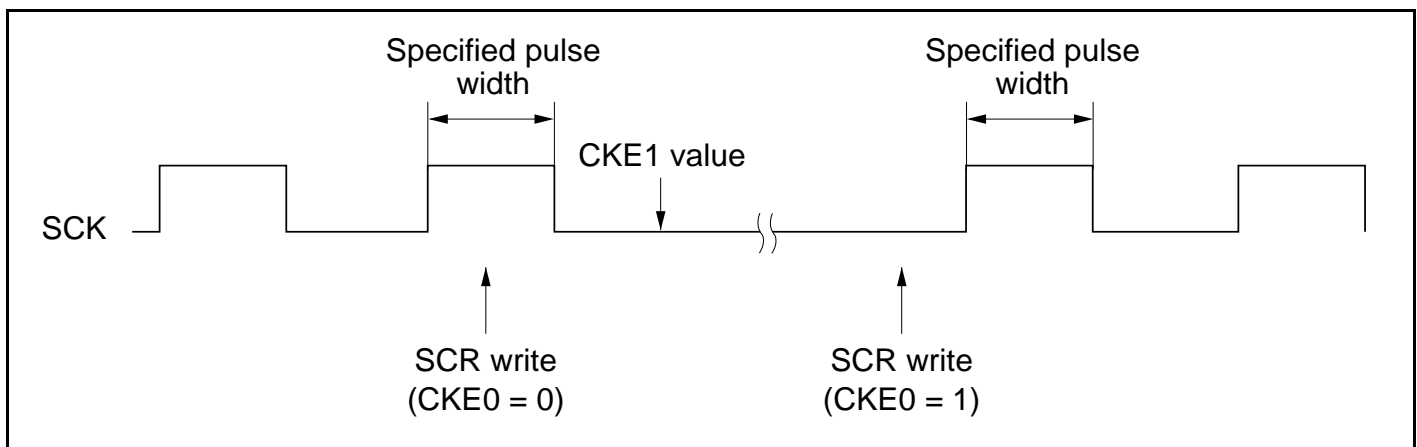 Specified pulse
width
Specified pulse
width
CKE1 value
SCK
SCR write
(CKE0 = 0)
SCR write
(CKE0 = 1)